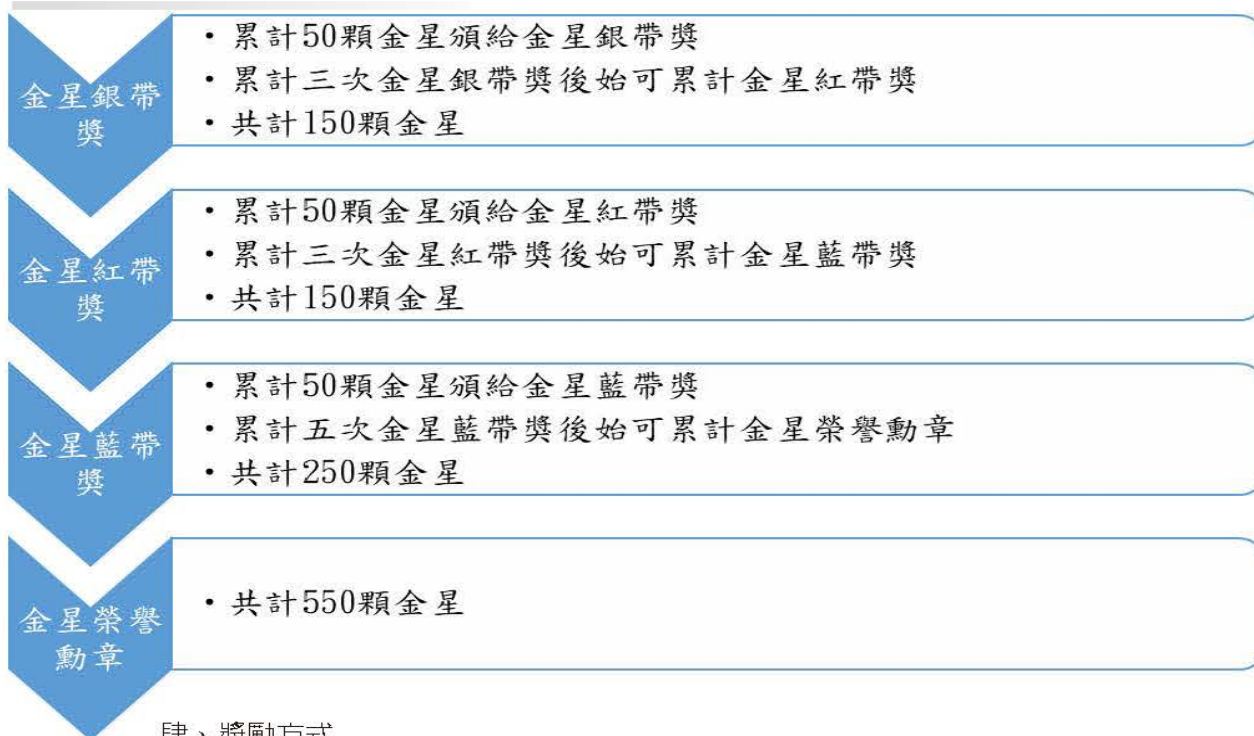 金星銀帶
獎
・累計50顆金星頒給金星銀帶獎
・累計三次金星銀帶獎後始可累計金星紅帶獎
・共計150顆金星
金星紅帶
獎
・累計50顆金星頒給金星紅帶獎
・累計三次金星紅帶獎後始可累計金星藍帶獎
・共計150顆金星
金星藍帶
獎
・累計50顆金星頒給金星藍帶獎
・累計五次金星藍帶獎後始可累計金星榮譽勳章
・共計250顆金星
金星榮譽
勳章
・共計550顆金星
肆、獎勵方式